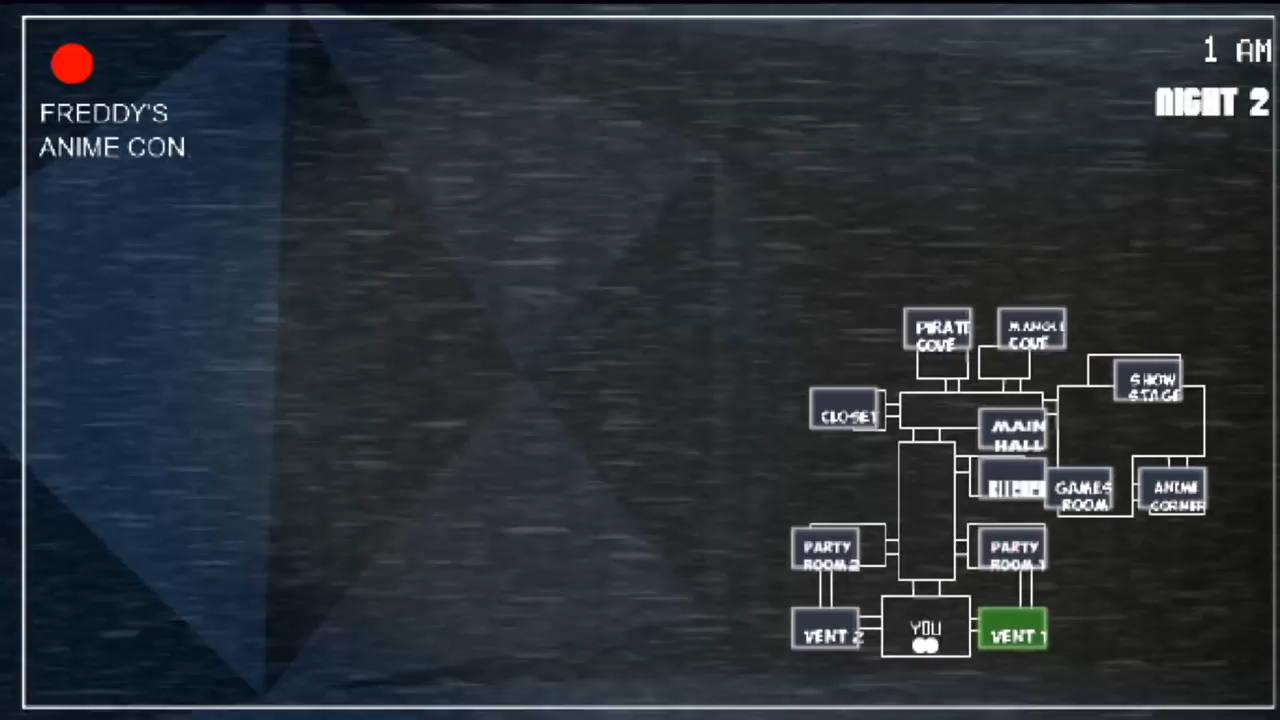 1 AM
FREDDY'S
NIGHT 2
ANIME CON
PIRATE
COVE
MANGLE
COVE
SHOW
STAGE
CLOSET
MAIN
HALL
KITCHEN
GAMES
ROOM
ANIME
CORNER
PARTY
ROOM 2
PARTY
ROOM 1
YOU
VENT 2
VENT 1